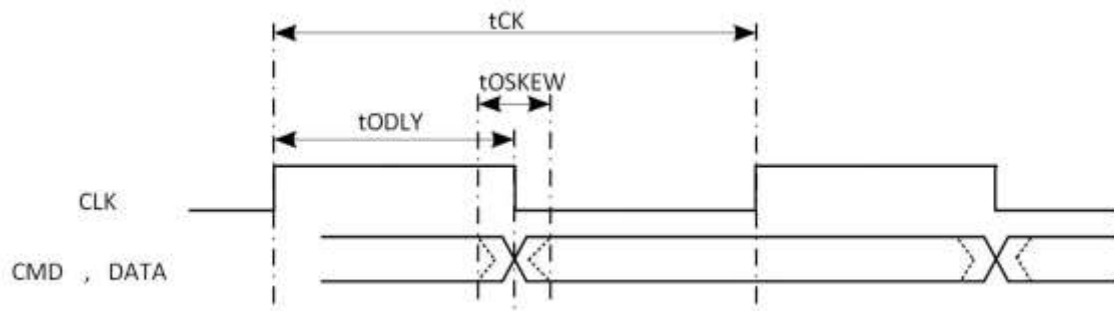 tCK
tOSKEW
tODLY
CLK
CMD , DATA